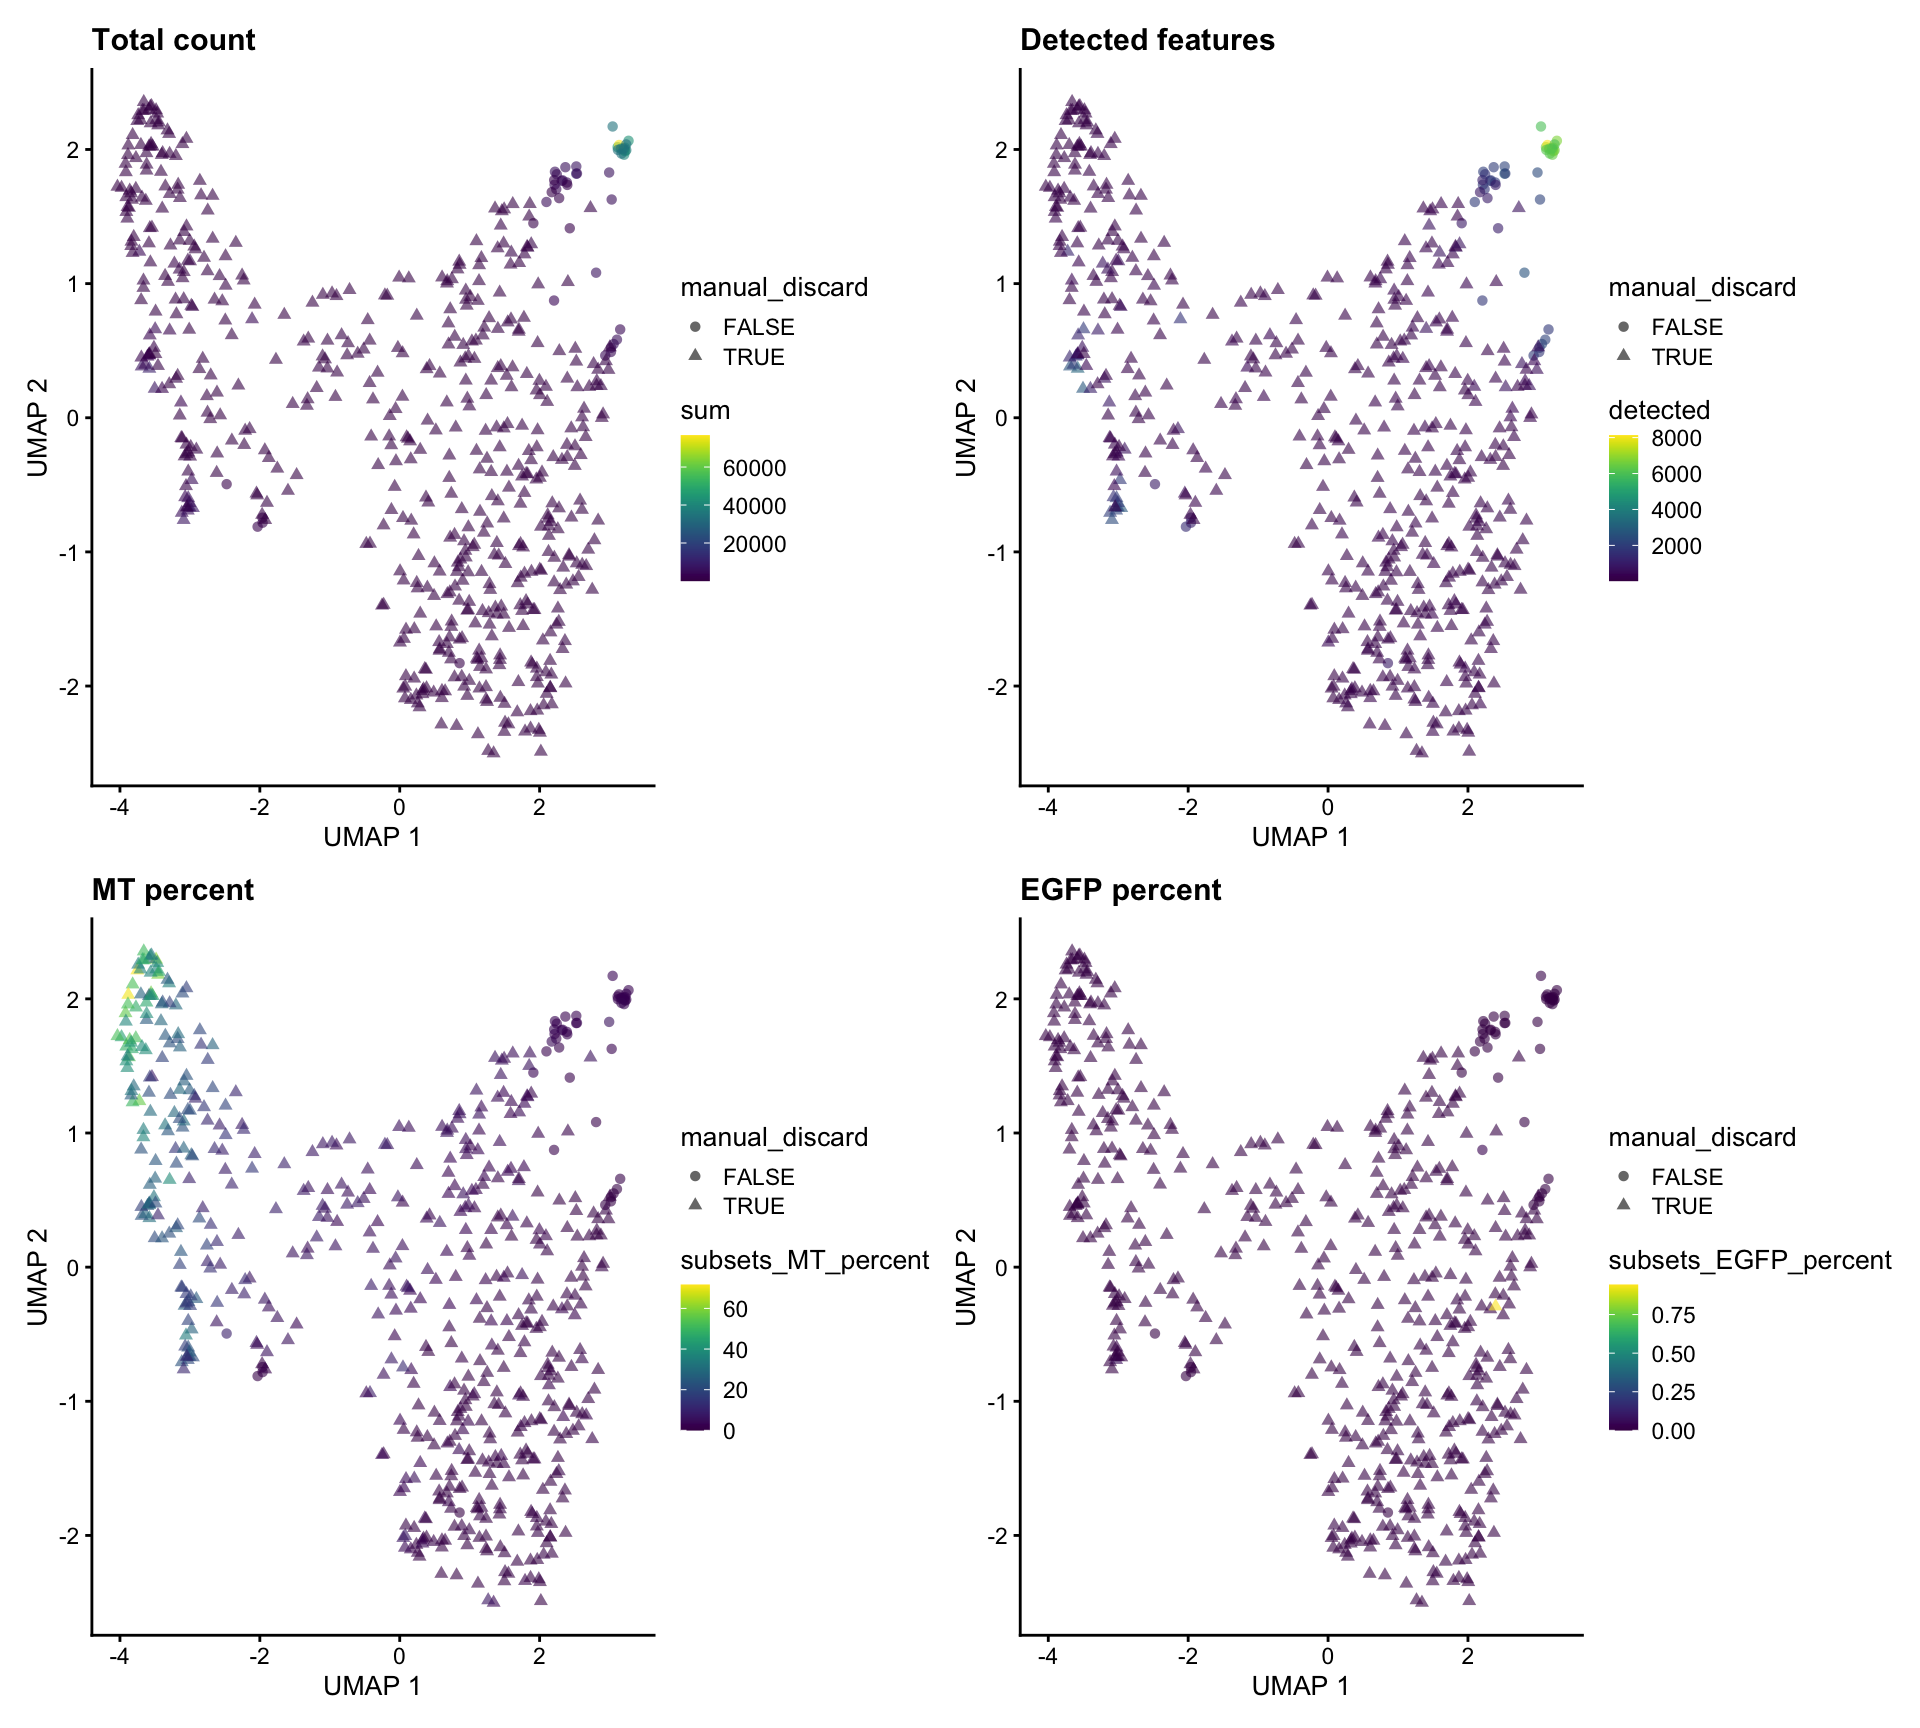 Total count
UMAP 2
2
1
0
-1
-2
-4
-2
0
2
UMAP 1
manual_discard
FALSE
TRUE
sum
60000
40000
20000
Detected features
UMAP 2
2
1
0
-1
-2
-4
-2
0
2
UMAP 1
manual_discard
FALSE
TRUE
detected
8000
6000
4000
2000
MT percent
UMAP 2
2
1
0
-1
-2
-4
-2
0
2
UMAP 1
manual_discard
FALSE
TRUE
subsets_MT_percent
60
40
20
0
EGFP percent
UMAP 2
2
1
0
-1
-2
-4
-2
0
2
UMAP 1
manual_discard
FALSE
TRUE
subsets_EGFP_percent
0.75
0.50
0.25
0.00